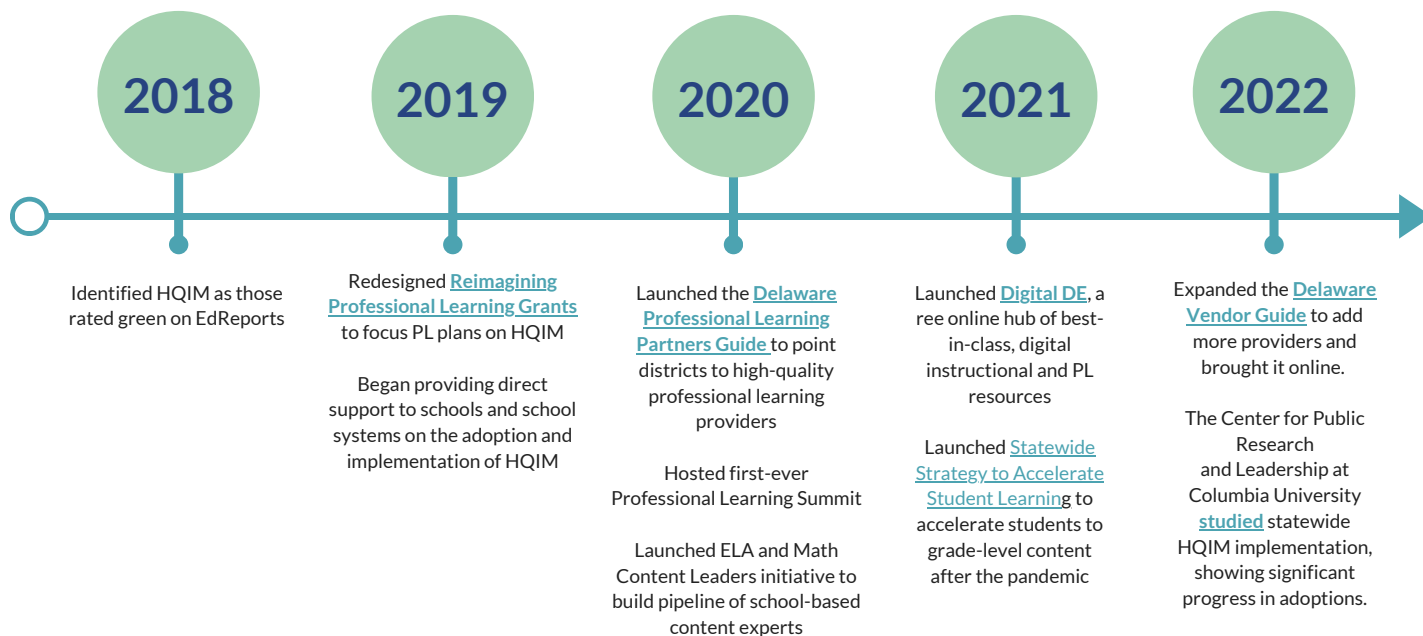 2018
2019
2020
2021
2022
Identified HQIM as those
rated green on EdReports
Redesigned Reimagining
Professional Learning Grants
to focus PL plans on HQIM
Began providing direct
support to schools and school
systems on the adoption and
implementation of HQIM
Launched the Delaware
Professional Learning
Partners Guide to point
districts to high-quality
professional learning
providers
Hosted first-ever
Professional Learning Summit
Launched ELA and Math
Content Leaders initiative to
build pipeline of school-based
content experts
Launched Digital DE, a
ree online hub of best-
in-class, digital
instructional and PL
resources
Launched Statewide
Strategy to Accelerate
Student Learning to
accelerate students to
grade-level content
after the pandemic
Expanded the Delaware
Vendor Guide to add
more providers and
brought it online.
The Center for Public
Research
and Leadership at
Columbia University
studied statewide
HQIM implementation,
showing significant
progress in adoptions.